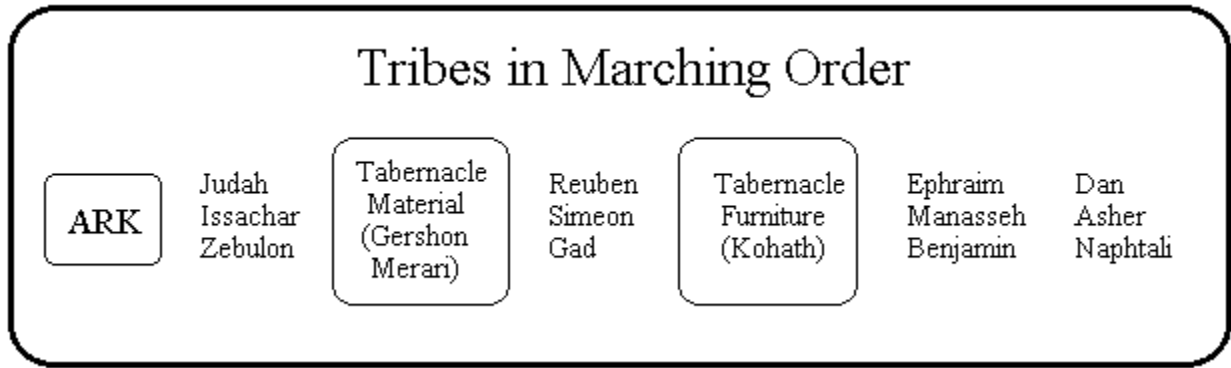 Tribes in Marching Order
ARK
Judah
Issachar
Zebulon
Tabernacle
Material
(Gershon
Merari)
Reuben
Simeon
Gad
Tabernacle
Furniture
(Kohath)
Ephraim
Manasseh
Benjamin
Dan
Asher
Naphtali